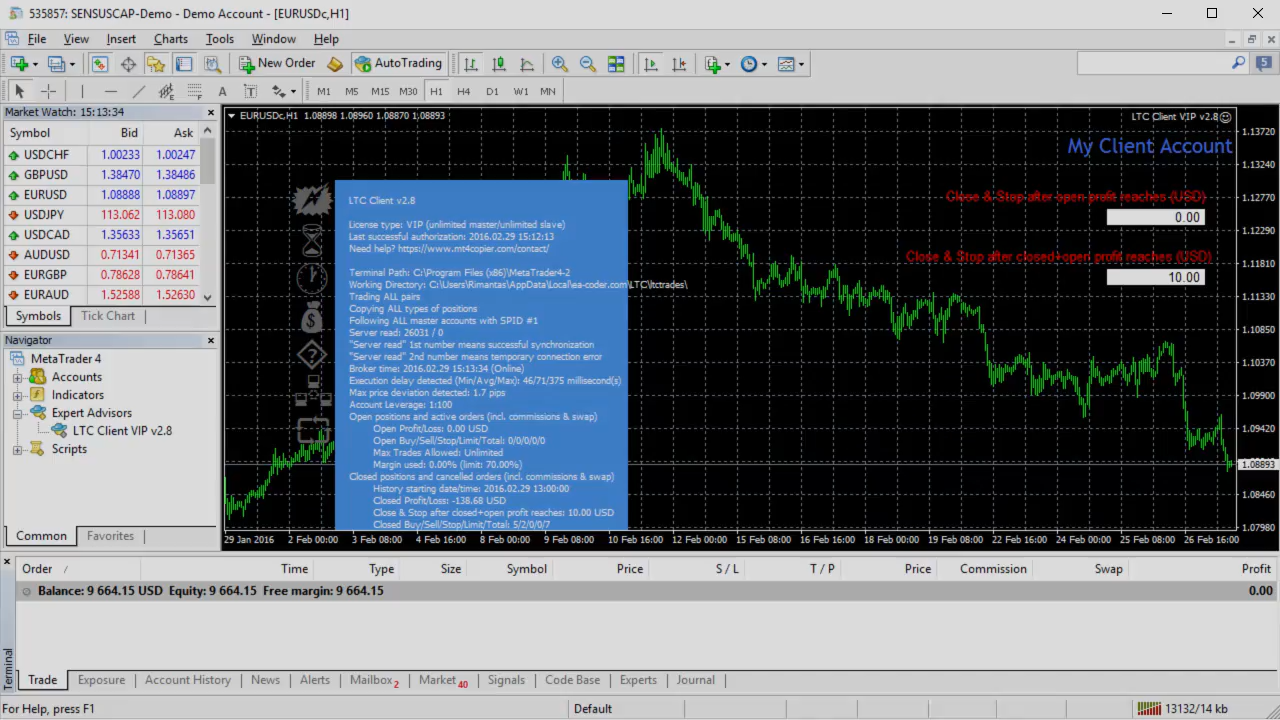 535857: SENSUSCAP-Demo - Demo Account - [EURUSDc,H1]
File View Insert Charts Tools Window Help
New Order AutoTrading 5
A T M1 M5 M15 M30 H1 H4 D1 W1 MN
Market Watch: 15:13:34
Symbol Bid Ask
USDCHF 1.00233 1.00247
GBPUSD 1.38470 1.38486
EURUSD 1.08888 1.08897
USDJPY 113.062 113.080
USDCAD 1.35633 1.35651
AUDUSD 0.71341 0.71365
EURGBP 0.78628 0.78641
EURAUD 1.52588 1.52630
Symbols Tick Chart
Navigator
MetaTrader 4
Accounts
Indicators
Expert Advisors
LTC Client VIP v2.8
Scripts
Common Favorites
EURUSDc,H1 1.08898 1.08960 1.08870 1.08893
LTC Client VIP v2.8
My Client Account
Close & Stop after open profit reaches (USD)
0.00
Close & Stop after closed+open profit reaches (USD)
10.00
LTC Client v2.8
License type: VIP (unlimited master/unlimited slave)
Last successful authorization: 2016.02.29 15:12:13
Need help? https://www.mt4copier.com/contact/
Terminal Path: C:\Program Files (x86)\MetaTrader4-2
Working Directory: C:\Users\Rimantas\AppData\Local\ea-coder.com\LTC\ltctrades\
Trading ALL pairs
Copying ALL types of positions
Following ALL master accounts with SPID #1
Server read: 26031 / 0
"Server read" 1st number means successful synchronization
"Server read" 2nd number means temporary connection error
Broker time: 2016.02.29 15:13:34 (Online)
Execution delay detected (Min/Avg/Max): 46/71/375 millisecond(s)
Max price deviation detected: 1.7 pips
Account Leverage: 1:100
Open positions and active orders (incl. commissions & swap)
Open Profit/Loss: 0.00 USD
Open Buy/Sell/Stop/Limit/Total: 0/0/0/0/0
Max Trades Allowed: Unlimited
Margin used: 0.00% (limit: 70.00%)
Closed positions and cancelled orders (incl. commissions & swap)
History starting date/time: 2016.02.29 13:00:00
Closed Profit/Loss: -138.68 USD
Close & Stop after closed+open profit reaches: 10.00 USD
Closed Buy/Sell/Stop/Limit/Total: 5/2/0/0/7
1.13720
1.13240
1.12770
1.12290
1.11810
1.11330
1.10850
1.10370
1.09900
1.09420
1.08893
1.08460
1.07980
29 Jan 2016 2 Feb 00:00 3 Feb 08:00 4 Feb 16:00 8 Feb 00:00 9 Feb 08:00 10 Feb 16:00 12 Feb 00:00 15 Feb 08:00 16 Feb 16:00 18 Feb 00:00 19 Feb 08:00 22 Feb 16:00 24 Feb 00:00 25 Feb 08:00 26 Feb 16:00
Order / Time Type Size Symbol Price S / L T / P Price Commission Swap Profit
Balance: 9 664.15 USD Equity: 9 664.15 Free margin: 9 664.15 0.00
Terminal
Trade Exposure Account History News Alerts Mailbox 2 Market 40 Signals Code Base Experts Journal
For Help, press F1 Default 13132/14 kb